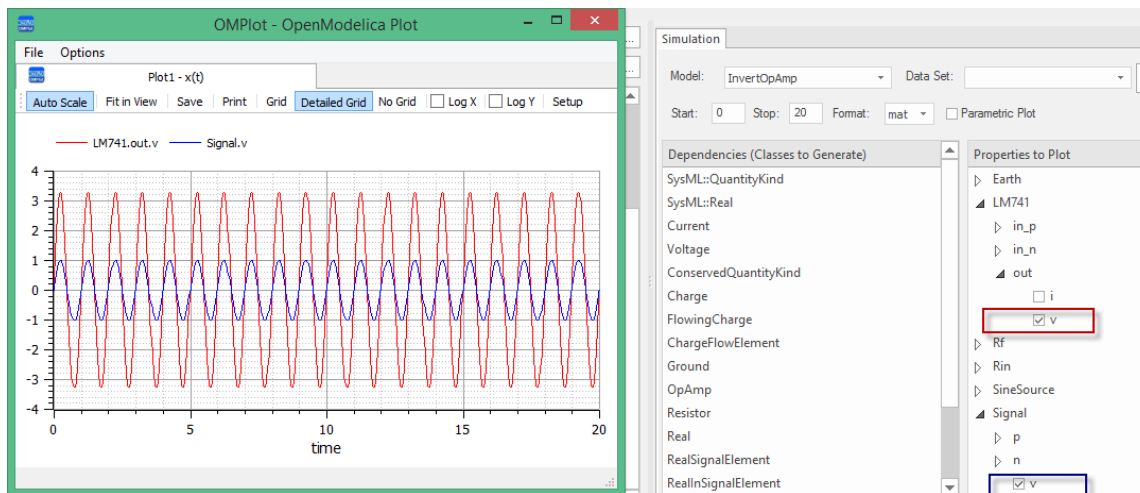 OMPlot - OpenModelica Plot
File Options
Plot1 - x(t)
Auto Scale Fit in View Save Print Grid Detailed Grid No Grid Log X Log Y Setup
LM741.out.v Signal.v
4
3
2
1
0
-1
-2
-3
-4
0 5 10 15 20
time
Simulation
Model: InvertOpAmp Data Set:
Start: 0 Stop: 20 Format: mat Parametric Plot
Dependencies (Classes to Generate)
SysML::QuantityKind
SysML::Real
Current
Voltage
ConservedQuantityKind
Charge
FlowingCharge
ChargeFlowElement
Ground
OpAmp
Resistor
Real
RealSignalElement
RealInSignalElement
Properties to Plot
Earth
LM741
in_p
in_n
out
i
v
Rf
Rin
SineSource
Signal
p
n
v